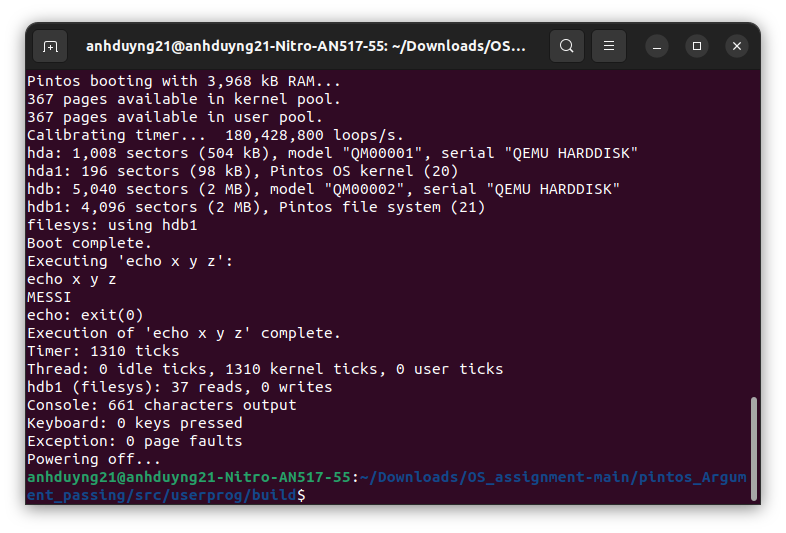 anhduyng21@anhduyng21-Nitro-AN517-55: ~/Downloads/OS...
Pintos booting with 3,968 kB RAM...
367 pages available in kernel pool.
367 pages available in user pool.
Calibrating timer...  180,428,800 loops/s.
hda: 1,008 sectors (504 kB), model "QM00001", serial "QEMU HARDDISK"
hda1: 196 sectors (98 kB), Pintos OS kernel (20)
hdb: 5,040 sectors (2 MB), model "QM00002", serial "QEMU HARDDISK"
hdb1: 4,096 sectors (2 MB), Pintos file system (21)
filesys: using hdb1
Boot complete.
Executing 'echo x y z':
echo x y z
MESSI
echo: exit(0)
Execution of 'echo x y z' complete.
Timer: 1310 ticks
Thread: 0 idle ticks, 1310 kernel ticks, 0 user ticks
hdb1 (filesys): 37 reads, 0 writes
Console: 661 characters output
Keyboard: 0 keys pressed
Exception: 0 page faults
Powering off...
anhduyng21@anhduyng21-Nitro-AN517-55:~/Downloads/OS_assignment-main/pintos_Argum
ent_passing/src/userprog/build$